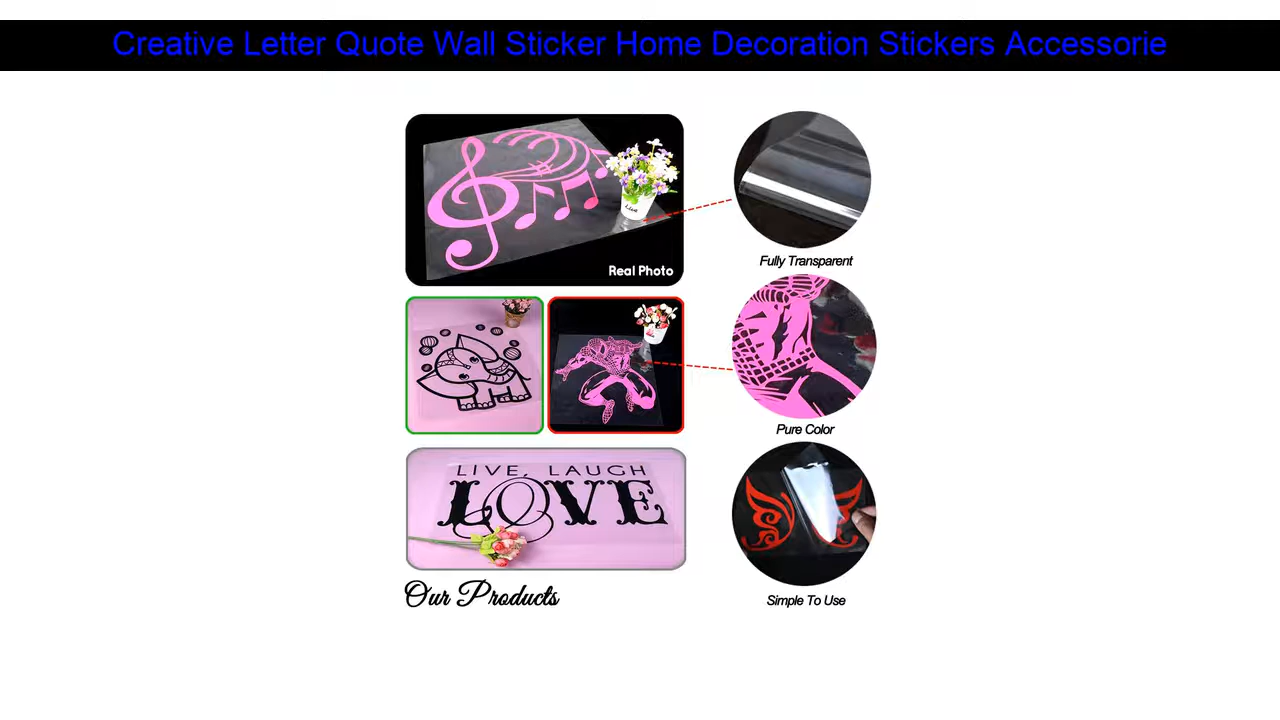 Creative Letter Quote Wall Sticker Home Decoration Stickers Accessorie
Real Photo
Fully Transparent
Pure Color
LIVE, LAUGH
LOVE
Simple To Use
Our Products